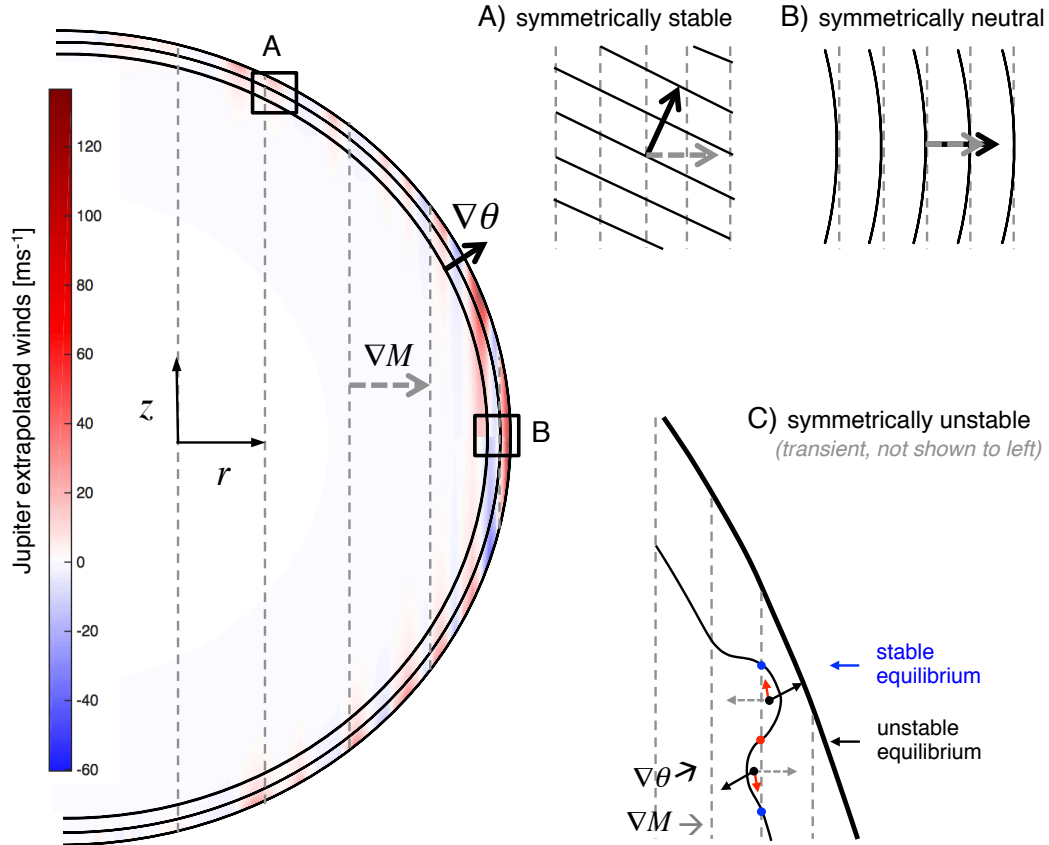 A) symmetrically stable
B) symmetrically neutral
A
Jupiter extrapolated winds [ms-1]
120
100
80
60
40
20
0
-20
-40
-60
∇θ
∇M
z
r
B
C) symmetrically unstable
(transient, not shown to left)
stable
equilibrium
unstable
equilibrium
∇θ
∇M